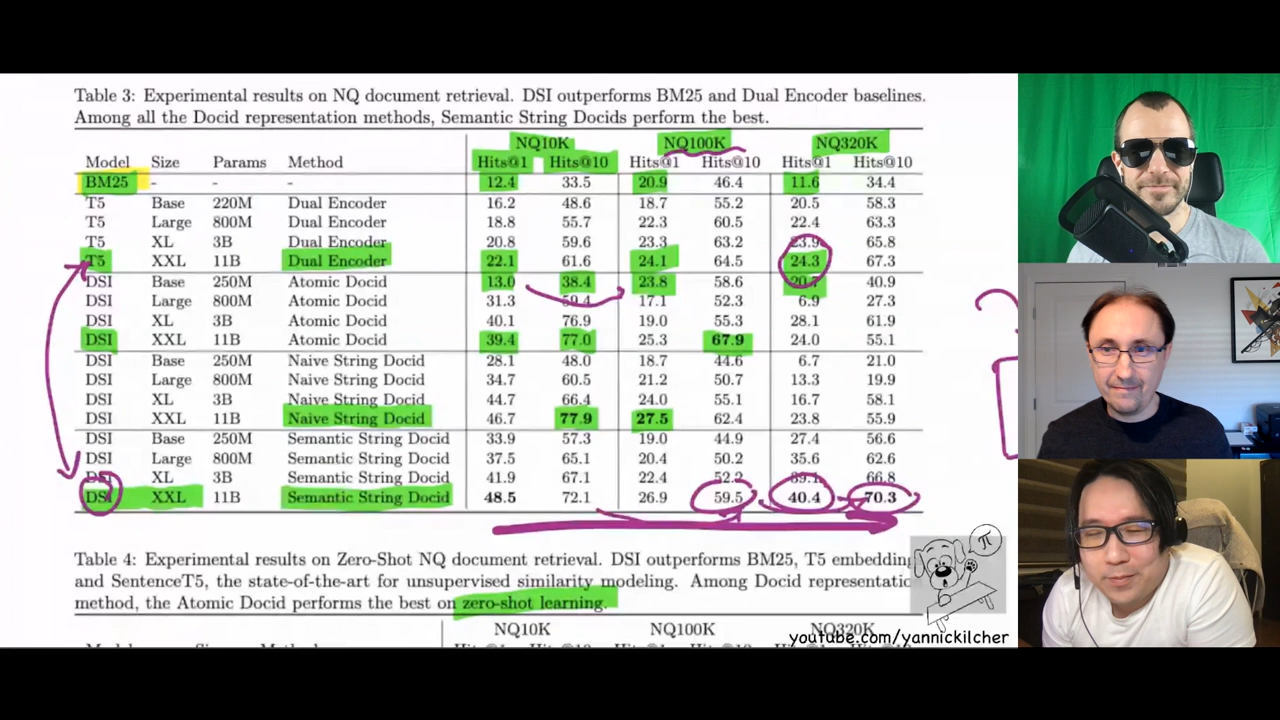 Table 3: Experimental results on NQ document retrieval. DSI outperforms BM25 and Dual Encoder baselines.
Among all the Docid representation methods, Semantic String Docids perform the best.
NQ10K NQ100K NQ320K
Model Size Params Method Hits@1 Hits@10 Hits@1 Hits@10 Hits@1 Hits@10
BM25 - - - 12.4 33.5 20.9 46.4 11.6 34.4
T5 Base 220M Dual Encoder 16.2 48.6 18.7 55.2 20.5 58.3
T5 Large 800M Dual Encoder 18.8 55.7 22.3 60.5 22.4 63.3
T5 XL 3B Dual Encoder 20.8 59.6 23.3 63.2 23.9 65.8
T5 XXL 11B Dual Encoder 22.1 61.6 24.1 64.5 24.3 67.3
DSI Base 250M Atomic Docid 13.0 38.4 23.8 58.6 20.7 40.9
DSI Large 800M Atomic Docid 31.3 59.4 17.1 52.3 6.9 27.3
DSI XL 3B Atomic Docid 40.1 76.9 19.0 55.3 28.1 61.9
DSI XXL 11B Atomic Docid 39.4 77.0 25.3 67.9 24.0 55.1
DSI Base 250M Naive String Docid 28.1 48.0 18.7 44.6 6.7 21.0
DSI Large 800M Naive String Docid 34.7 60.5 21.2 50.7 13.3 19.9
DSI XL 3B Naive String Docid 44.7 66.4 24.0 55.1 16.7 58.1
DSI XXL 11B Naive String Docid 46.7 77.9 27.5 62.4 23.8 55.9
DSI Base 250M Semantic String Docid 33.9 57.3 19.0 44.9 27.4 56.6
DSI Large 800M Semantic String Docid 37.5 65.1 20.4 50.2 35.6 62.6
DSI XL 3B Semantic String Docid 41.9 67.1 22.4 52.2 39.1 66.8
DSI XXL 11B Semantic String Docid 48.5 72.1 26.9 59.5 40.4 70.3
Table 4: Experimental results on Zero-Shot NQ document retrieval. DSI outperforms BM25, T5 embedding
and SentenceT5, the state-of-the-art for unsupervised similarity modeling. Among Docid representatio
method, the Atomic Docid performs the best on zero-shot learning.
π
NQ10K NQ100K NQ320K
youtube.com/yannickilcher